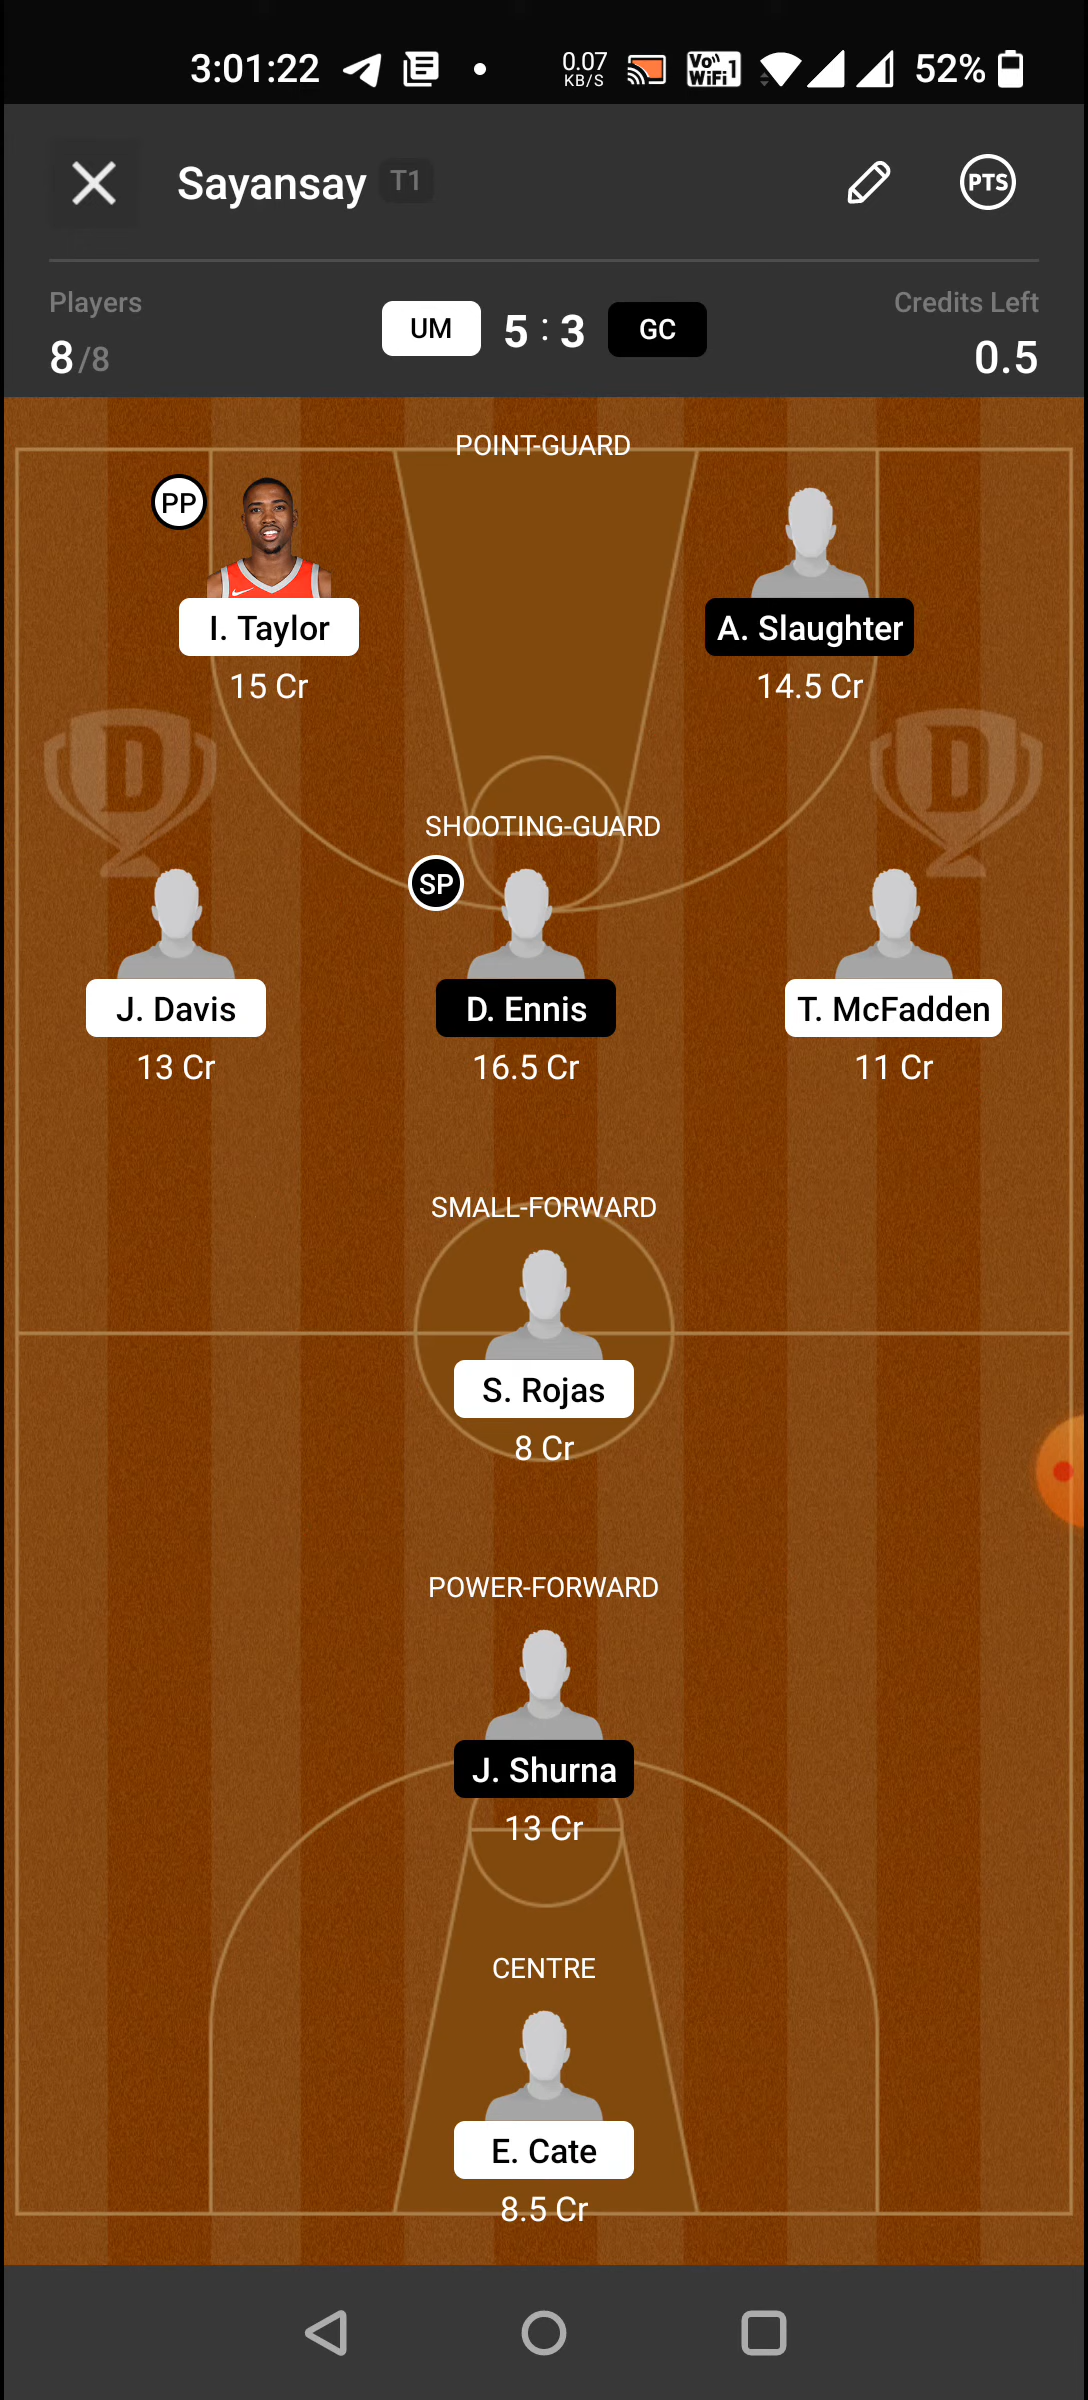 3:01:22
0.07
KB/S
Vo WiFi 1
52%
Sayansay T1
PTS
Players
8/8
UM 5 : 3 GC
Credits Left
0.5
POINT-GUARD
PP
I. Taylor
15 Cr
A. Slaughter
14.5 Cr
D
D
SHOOTING-GUARD
SP
J. Davis
13 Cr
D. Ennis
16.5 Cr
T. McFadden
11 Cr
SMALL-FORWARD
S. Rojas
8 Cr
POWER-FORWARD
J. Shurna
13 Cr
CENTRE
E. Cate
8.5 Cr